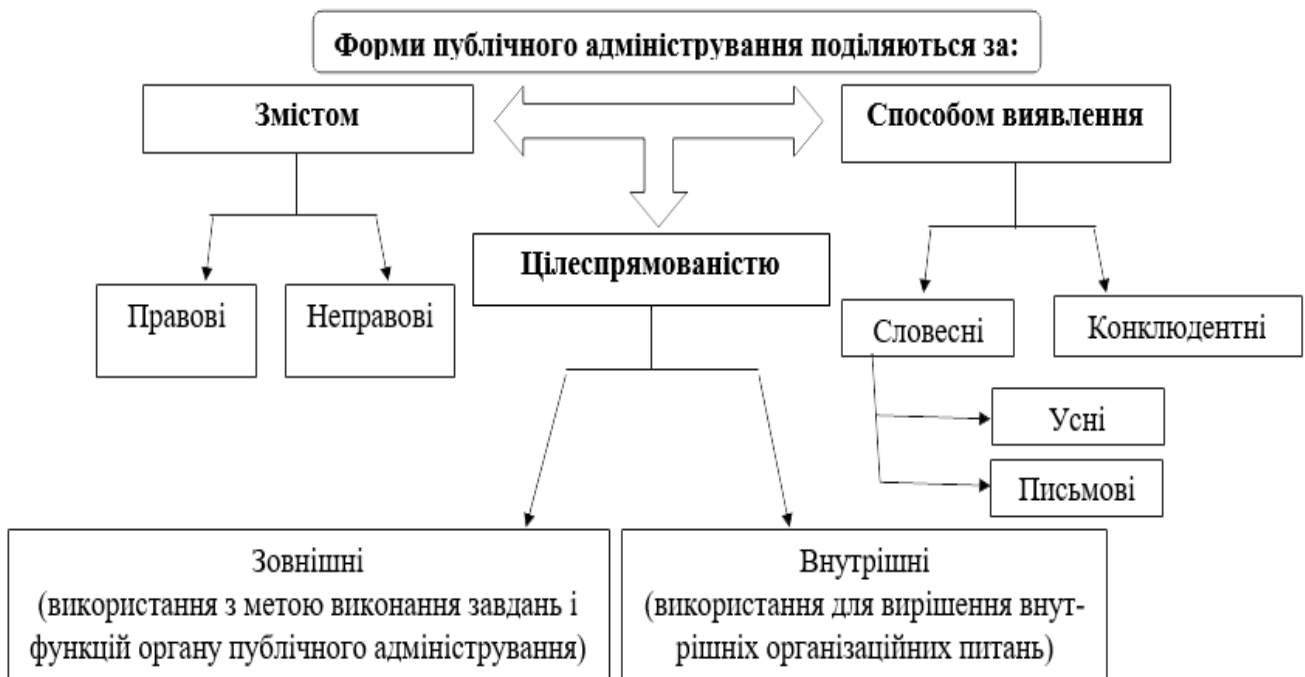 Форми публічного адміністрування поділяються за:
Змістом
Способом виявлення
Цілеспрямованістю
Правові
Неправові
Словесні
Конклюдентні
Усні
Письмові
Зовнішні
(використання з метою виконання завдань і
функцій органу публічного адміністрування)
Внутрішні
(використання для вирішення внут-
рішніх організаційних питань)